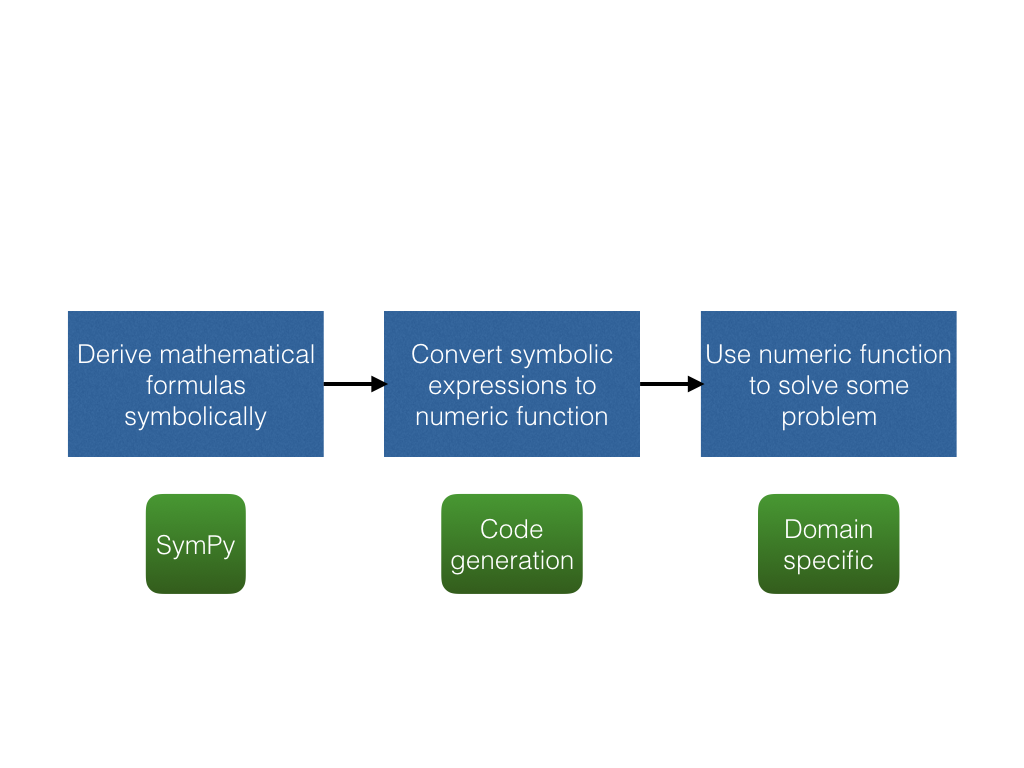 Derive mathematical
formulas
symbolically
Convert symbolic
expressions to
numeric function
Use numeric function
to solve some
problem
SymPy
Code
generation
Domain
specific